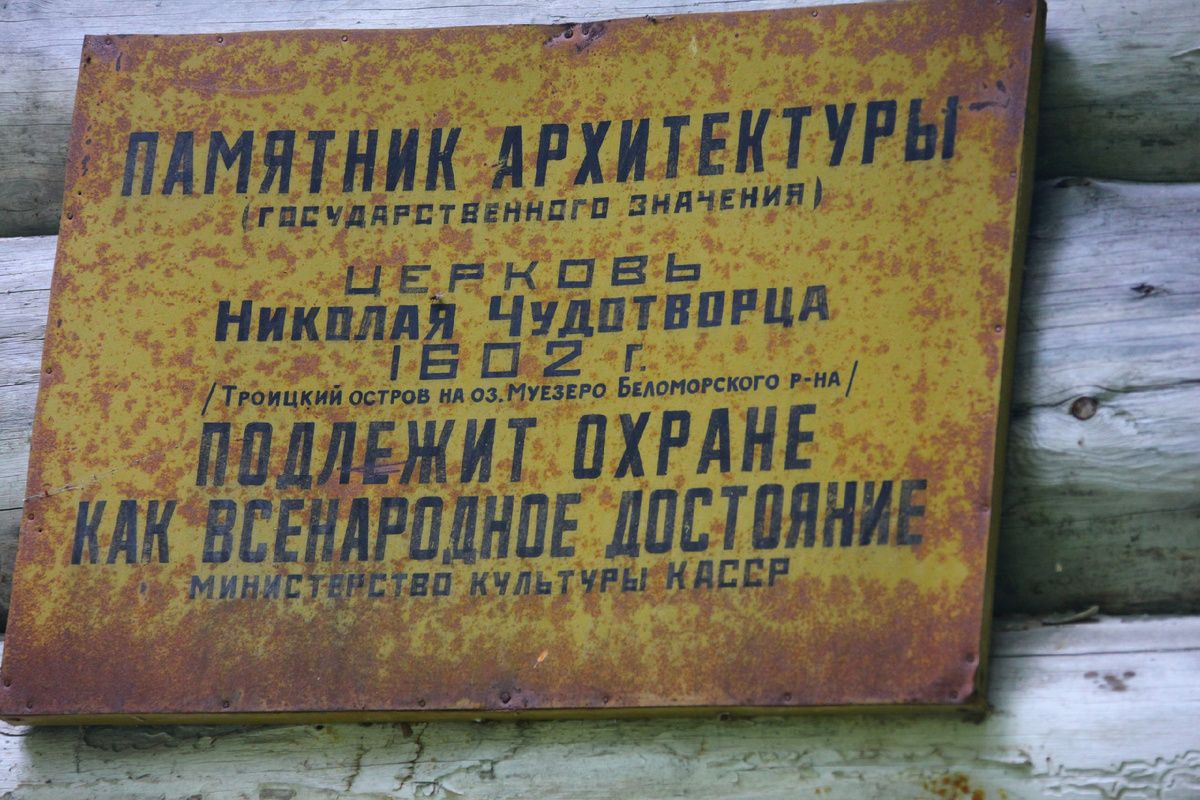 ПАМЯТНИК АРХИТЕКТУРЫ
(ГОСУДАРСТВЕННОГО ЗНАЧЕНИЯ)
ЦЕРКОВЬ
НИКОЛАЯ ЧУДОТВОРЦА
1602 Г.
/ТРОИЦКИЙ ОСТРОВ НА ОЗ. МУЕЗЕРО БЕЛОМОРСКОГО Р-НА/
ПОДЛЕЖИТ ОХРАНЕ
КАК ВСЕНАРОДНОЕ ДОСТОЯНИЕ
МИНИСТЕРСТВО КУЛЬТУРЫ КАССР